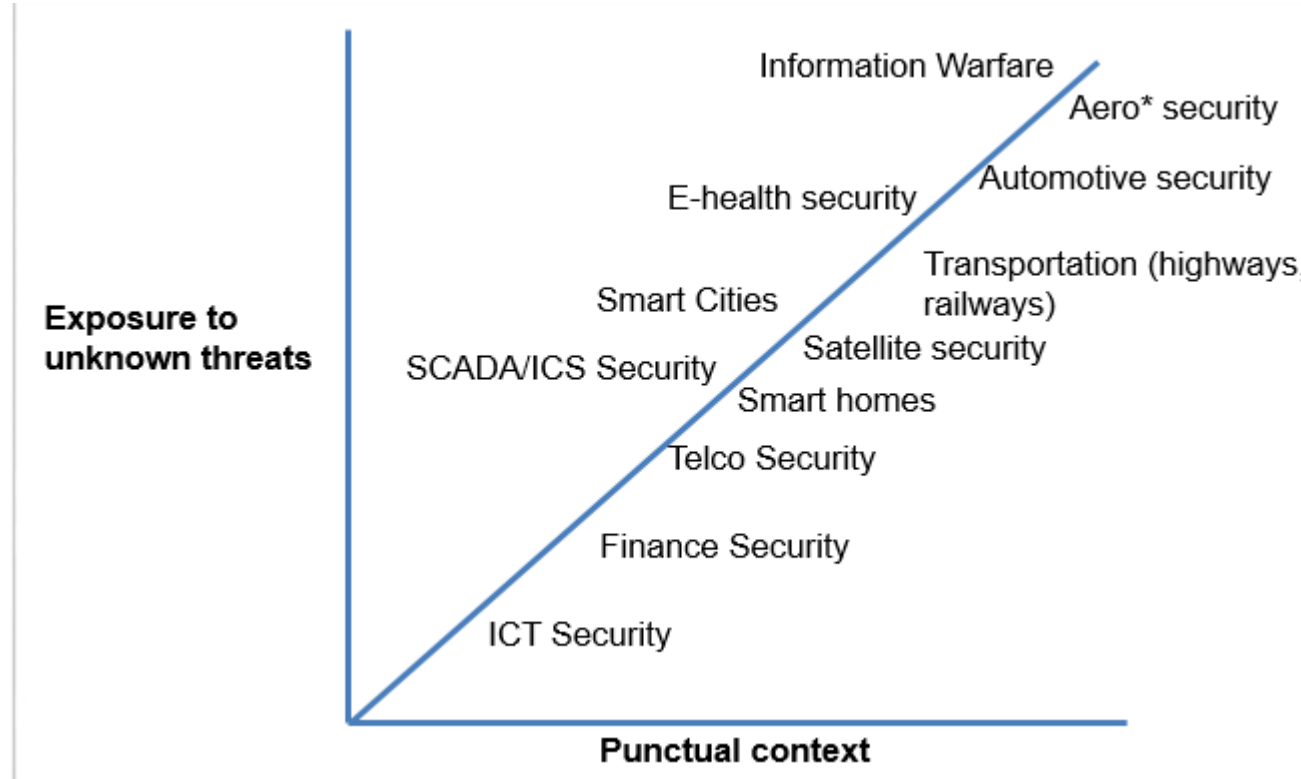 Information Warfare
Aero* security
Automotive security
E-health security
Transportation (highways,
railways)
Smart Cities
Exposure to
unknown threats
Satellite security
SCADA/ICS Security
Smart homes
Telco Security
Finance Security
ICT Security
Punctual context